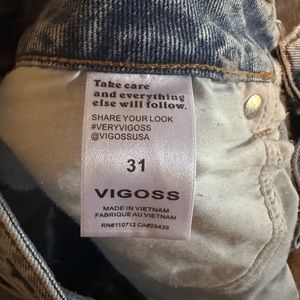 Take care
and everything
else will follow.
SHARE YOUR LOOK
#VERYVIGOSS
@VIGOSSUSA
31
VIGOSS
MADE IN VIETNAM
FABRIQUE AU VIETNAM
RN#110712 CA#29438